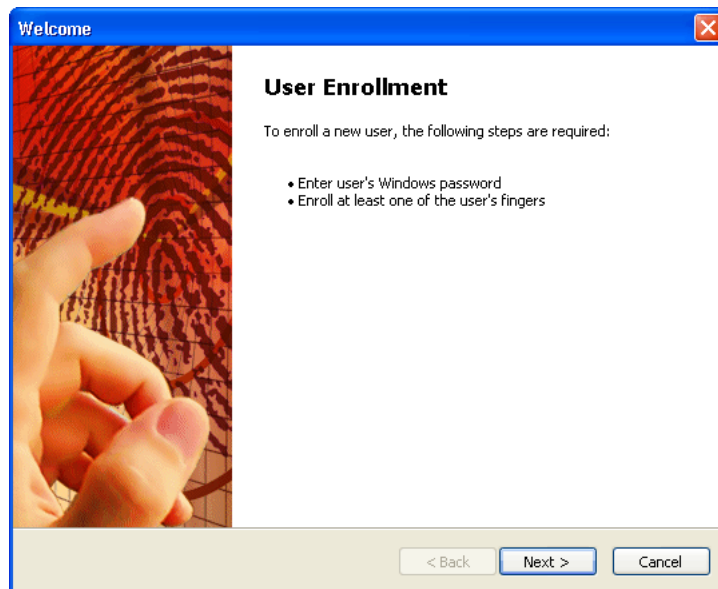 Welcome
User Enrollment
To enroll a new user, the following steps are required:
• Enter user's Windows password
• Enroll at least one of the user's fingers
< Back Next > Cancel